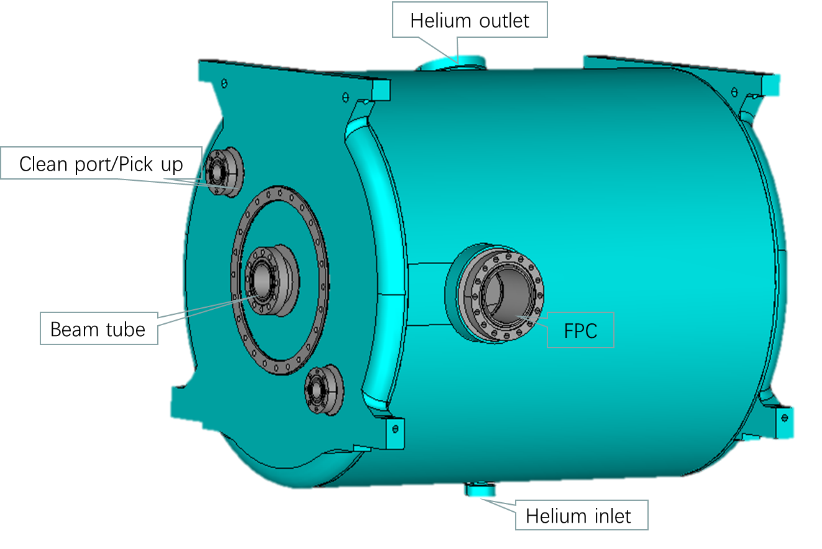 Helium outlet
Clean port/Pick up
Beam tube
FPC
Helium inlet